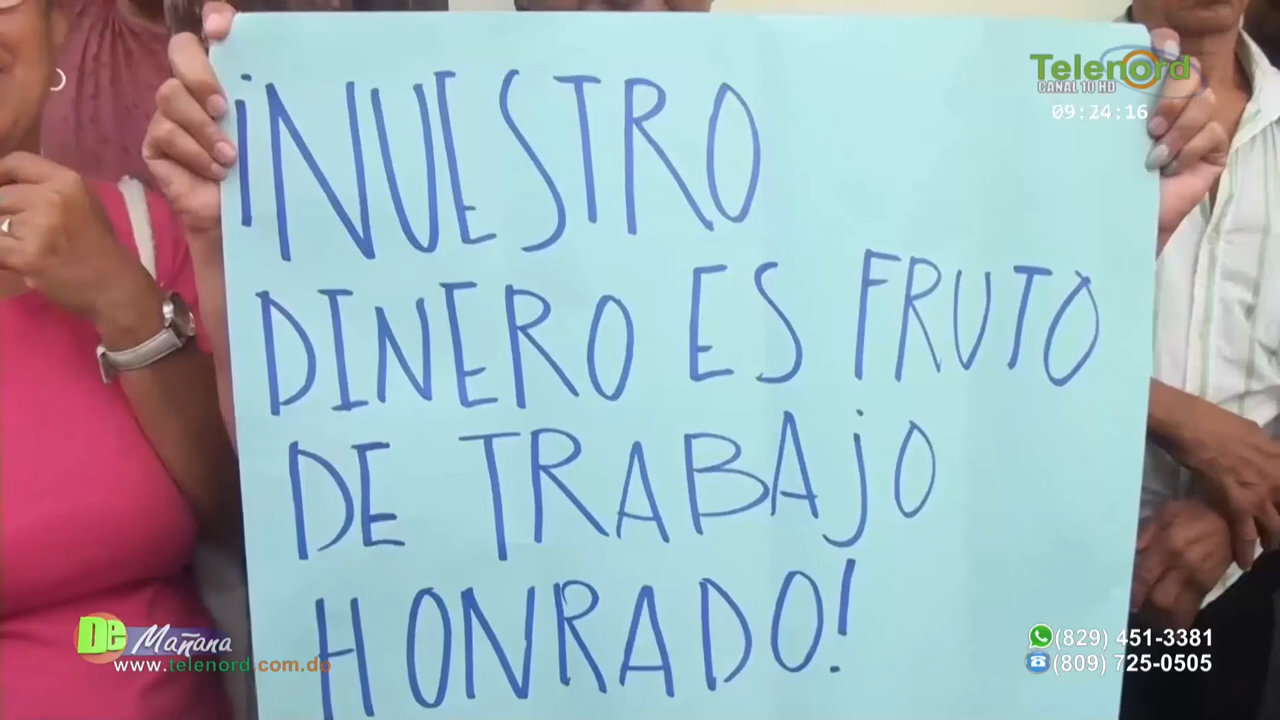 Telenord
CANAL 10 HD
09:24:16
¡NUESTRO
DINERO ES FRUTO
DE TRABAJO
HONRADO!
De Mañana
www.telenord.com.do
(829) 451-3381
(809) 725-0505